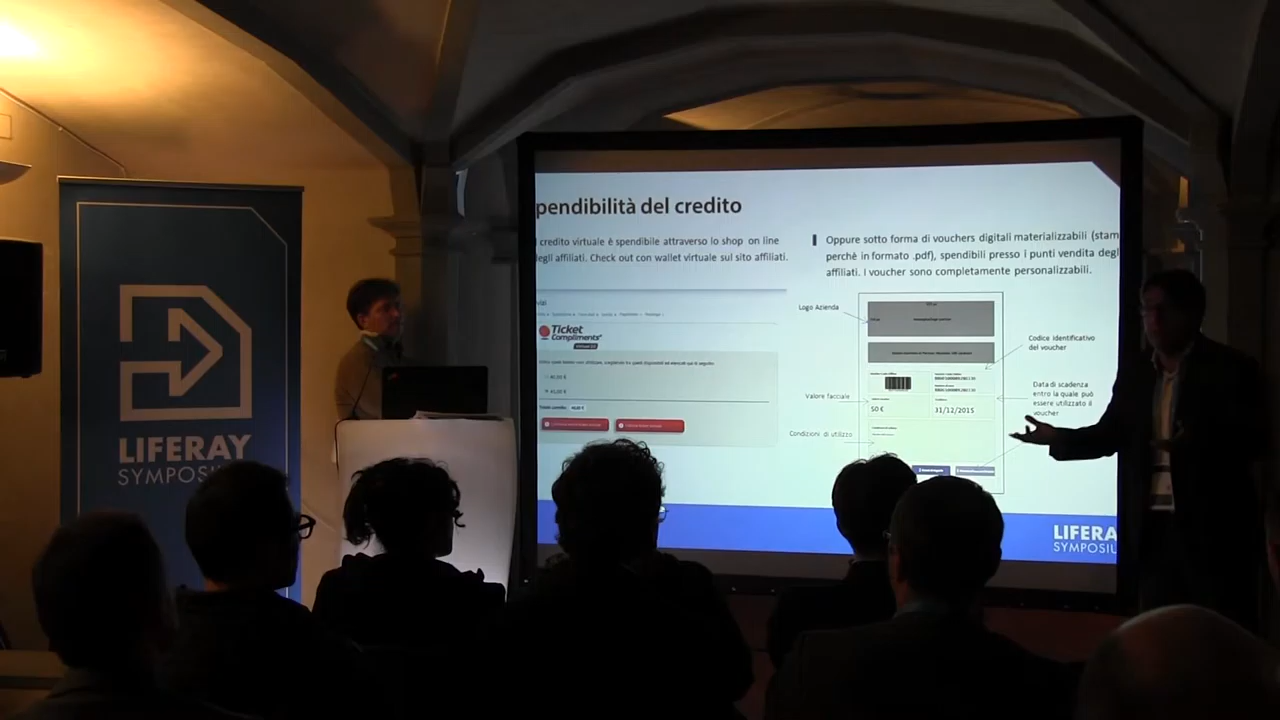 LIFERAY
SYMPOSIU
pendibilità del credito
credito virtuale è spendibile attraverso lo shop on line
degli affiliati. Check out con wallet virtuale sul sito affiliati.
Ticket
Compliments
Oppure sotto forma di vouchers digitali materializzabili (stam
perchè in formato .pdf), spendibili presso i punti vendita degl
affiliati. I voucher sono completamente personalizzabili.
Logo Azienda
Codice Identificativo
del voucher
Valore facciale
50 €
31/12/2015
Data di scadenza
entro la quale può
essere utilizzato il
voucher
Condizioni di utilizzo
LIFERA
SYMPOSIU